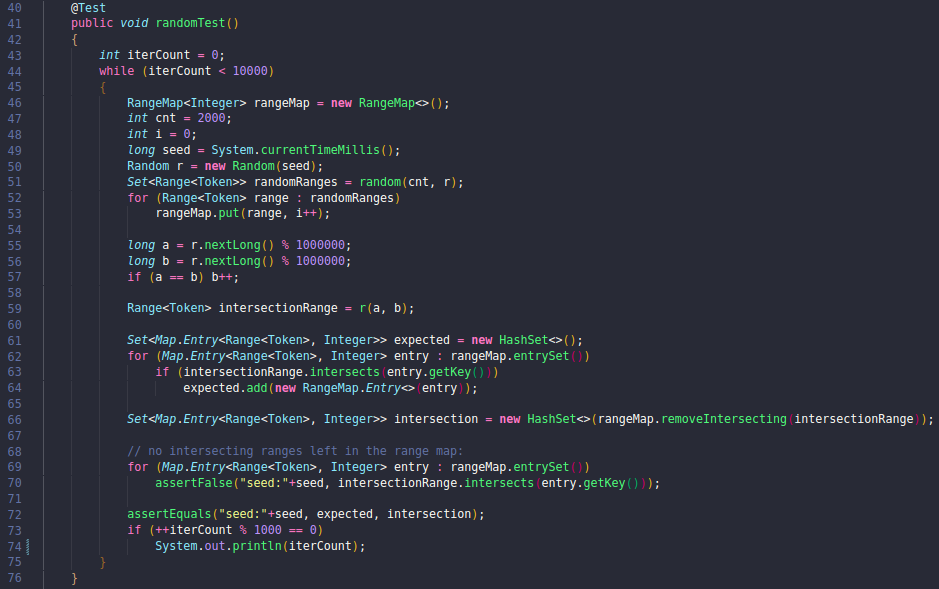 40 @Test
41 public void randomTest()
42 {
43 int iterCount = 0;
44 while (iterCount < 10000)
45 {
46 RangeMap<Integer> rangeMap = new RangeMap<>();
47 int cnt = 2000;
48 int i = 0;
49 long seed = System.currentTimeMillis();
50 Random r = new Random(seed);
51 Set<Range<Token>> randomRanges = random(cnt, r);
52 for (Range<Token> range : randomRanges)
53 rangeMap.put(range, i++);
54
55 long a = r.nextLong() % 1000000;
56 long b = r.nextLong() % 1000000;
57 if (a == b) b++;
58
59 Range<Token> intersectionRange = r(a, b);
60
61 Set<Map.Entry<Range<Token>, Integer>> expected = new HashSet<>();
62 for (Map.Entry<Range<Token>, Integer> entry : rangeMap.entrySet())
63 if (intersectionRange.intersects(entry.getKey()))
64 expected.add(new RangeMap.Entry<>(entry));
65
66 Set<Map.Entry<Range<Token>, Integer>> intersection = new HashSet<>(rangeMap.removeIntersecting(intersectionRange));
67
68 // no intersecting ranges left in the range map:
69 for (Map.Entry<Range<Token>, Integer> entry : rangeMap.entrySet())
70 assertFalse("seed:"+seed, intersectionRange.intersects(entry.getKey()));
71
72 assertEquals("seed:"+seed, expected, intersection);
73 if (++iterCount % 1000 == 0)
74 System.out.println(iterCount);
75 }
76 }